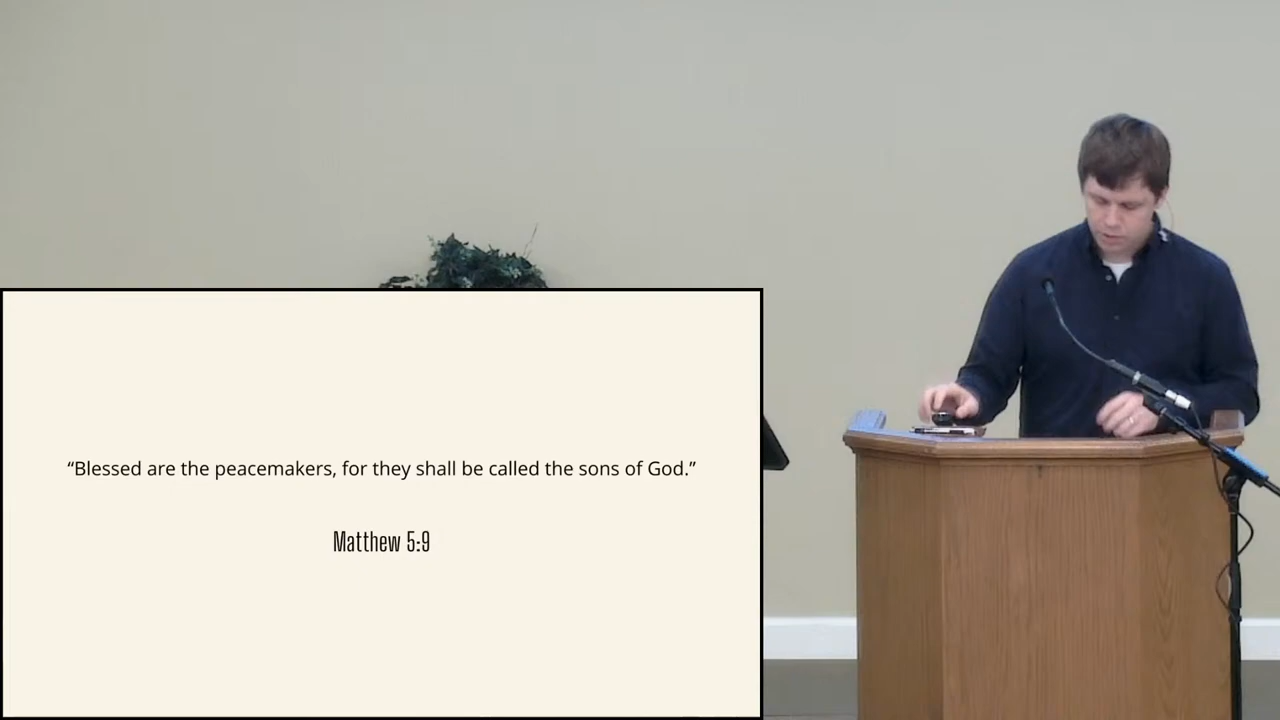 “Blessed are the peacemakers, for they shall be called the sons of God.”
Matthew 5:9